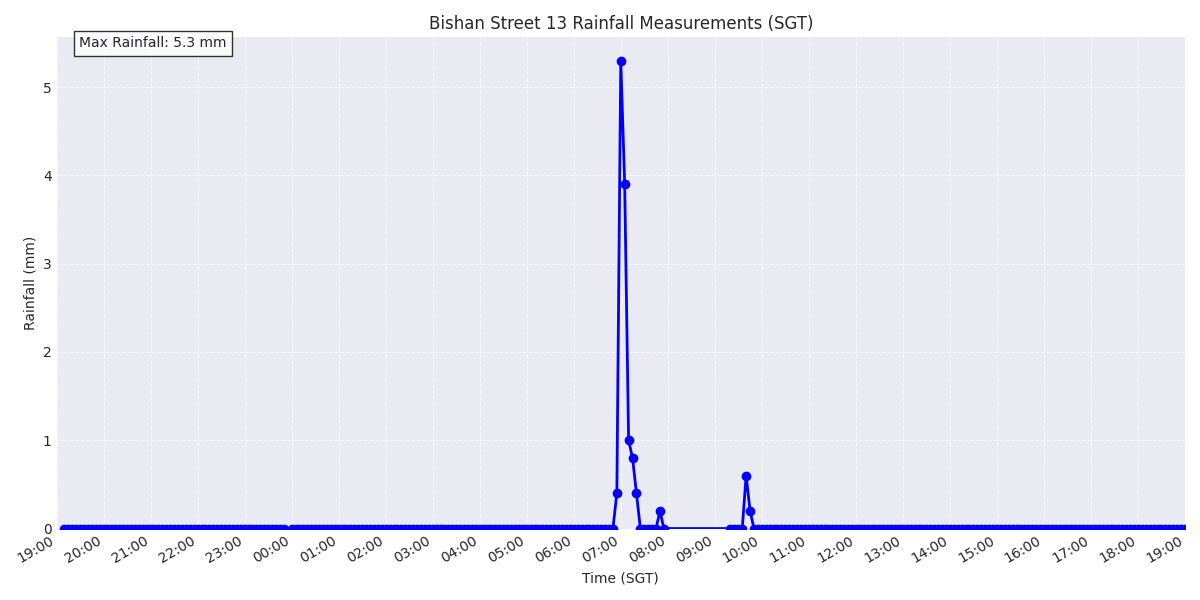 Bishan Street 13 Rainfall Measurements (SGT)
Max Rainfall: 5.3 mm
Rainfall (mm)
5
4
3
2
1
0
19:00 20:00 21:00 22:00 23:00 00:00 01:00 02:00 03:00 04:00 05:00 06:00 07:00 08:00 09:00 10:00 11:00 12:00 13:00 14:00 15:00 16:00 17:00 18:00 19:00
Time (SGT)